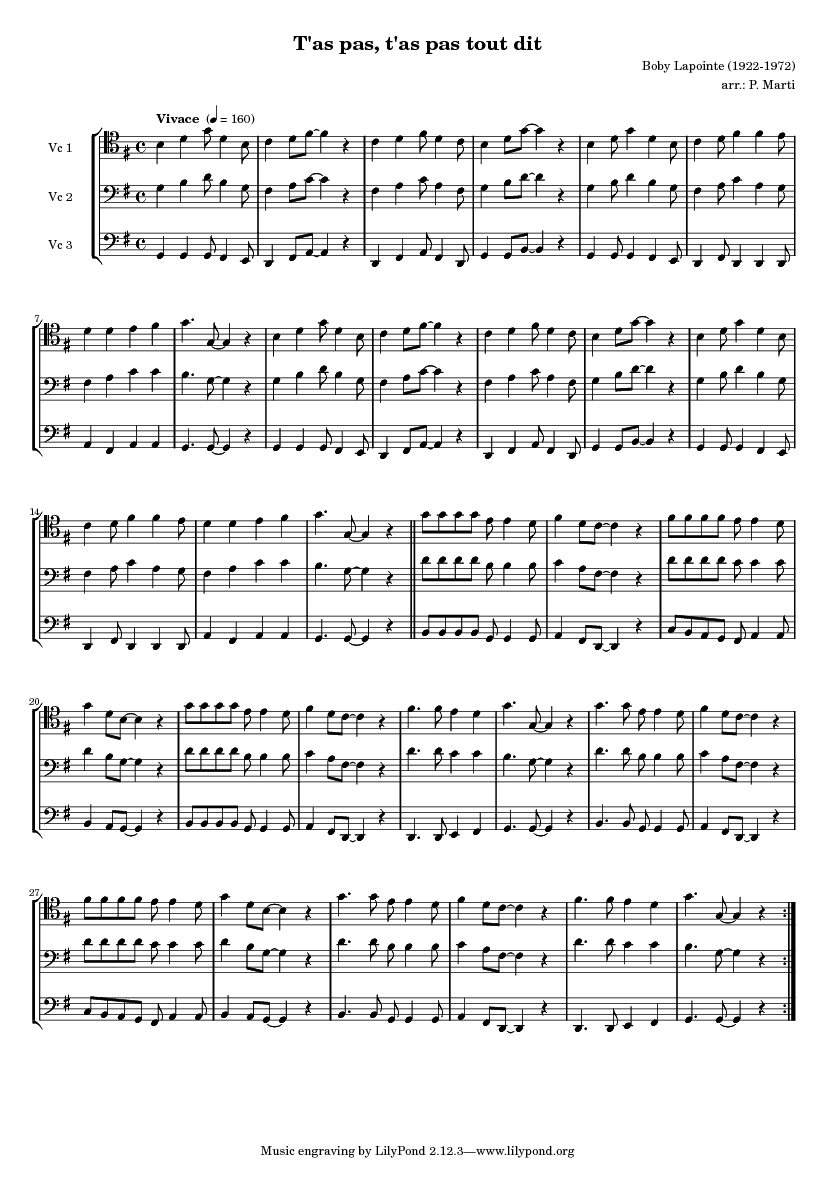 T'as pas, t'as pas tout dit
Boby Lapointe (1922-1972)
arr.: P. Marti
Vivace (♩ = 160)
Vc 1
Vc 2
Vc 3
7
14
20
27
Music engraving by LilyPond 2.12.3—www.lilypond.org